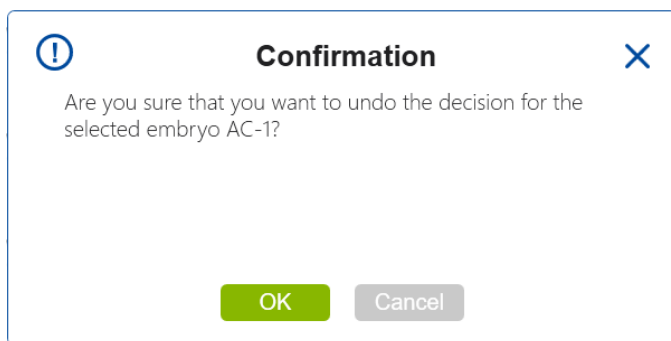 Confirmation
Are you sure that you want to undo the decision for the
selected embryo AC-1?
OK
Cancel